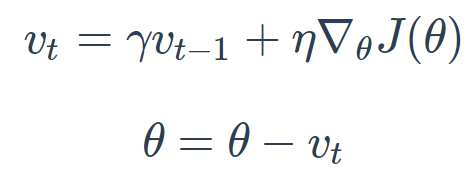 v_t = γv_{t−1} + η∇_θJ(θ)
θ = θ − v_t